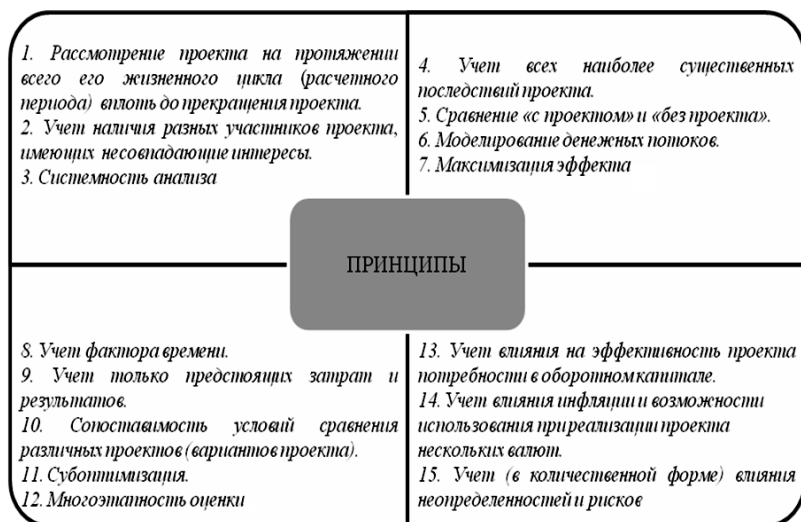 1. Рассмотрение проекта на протяжении
всего его жизненного цикла (расчетного
периода) вплоть до прекращения проекта.
2. Учет наличия разных участников проекта,
имеющих несовпадающие интересы.
3. Системность анализа
4. Учет всех наиболее существенных
последствий проекта.
5. Сравнение «с проектом» и «без проекта».
6. Моделирование денежных потоков.
7. Максимизация эффекта
ПРИНЦИПЫ
8. Учет фактора времени.
9. Учет только предстоящих затрат и
результатов.
10. Сопоставимость условий сравнения
различных проектов (вариантов проекта).
11. Субоптимизация.
12. Многоэтапность оценки
13. Учет влияния на эффективность проекта
потребности в оборотном капитале.
14. Учет влияния инфляции и возможности
использования при реализации проекта
нескольких валют.
15. Учет (в количественной форме) влияния
неопределенностей и рисков